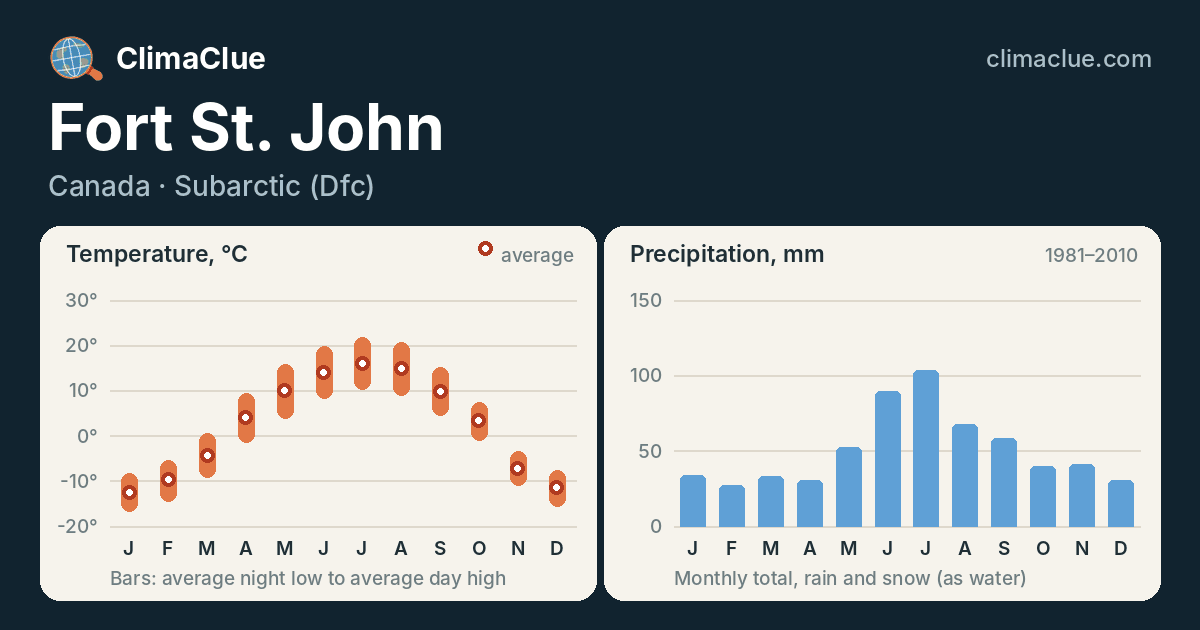 ClimaClue
climaclue.com
Fort St. John
Canada · Subarctic (Dfc)
Temperature, °C
average
30°
20°
10°
0°
-10°
-20°
J F M A M J J A S O N D
Bars: average night low to average day high
Precipitation, mm
1981–2010
150
100
50
0
J F M A M J J A S O N D
Monthly total, rain and snow (as water)